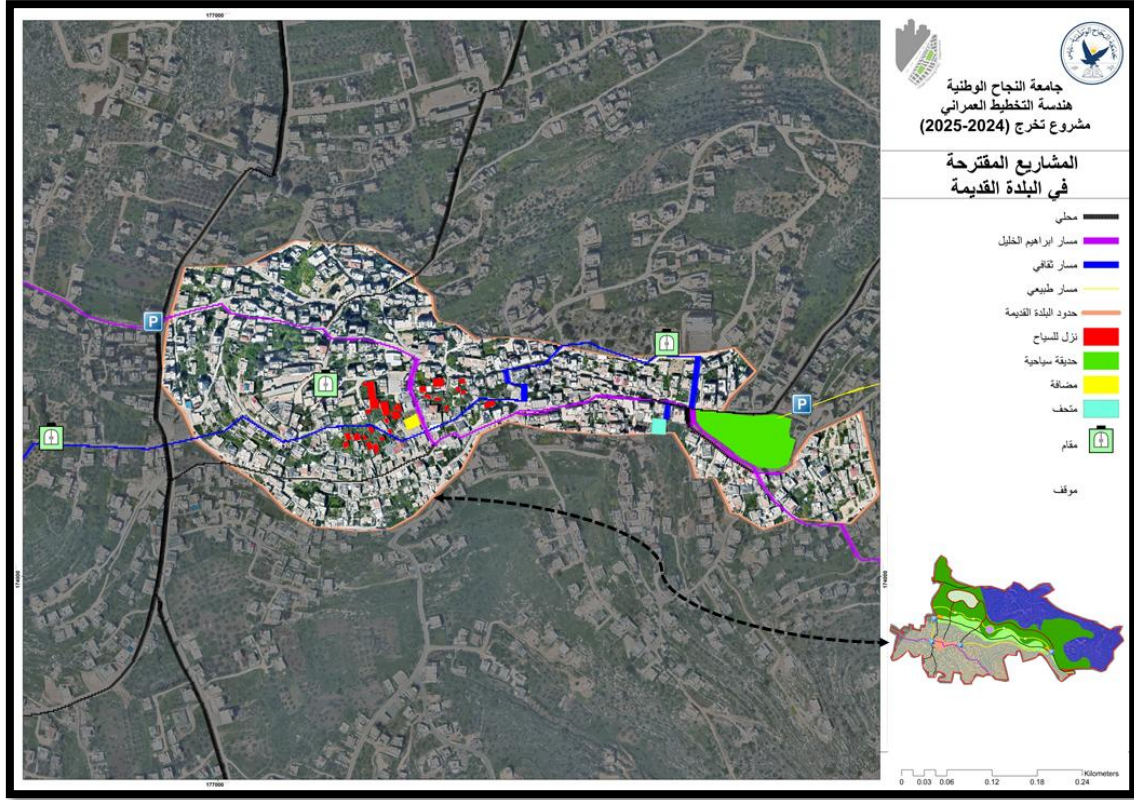 177000
جامعة النجاح الوطنية
هندسة التخطيط العمراني
مشروع تخرج (2024-2025)
المشاريع المقترحة
في البلدة القديمة
محلي
مسار ابراهيم الخليل
مسار ثقافي
مسار طبيعي
حدود البلدة القديمة
نزل للسياح
حديقة سياحية
مضافة
متحف
مقام
موقف
P
P
174000
174000
177000
Kilometers
0 0.03 0.06 0.12 0.18 0.24